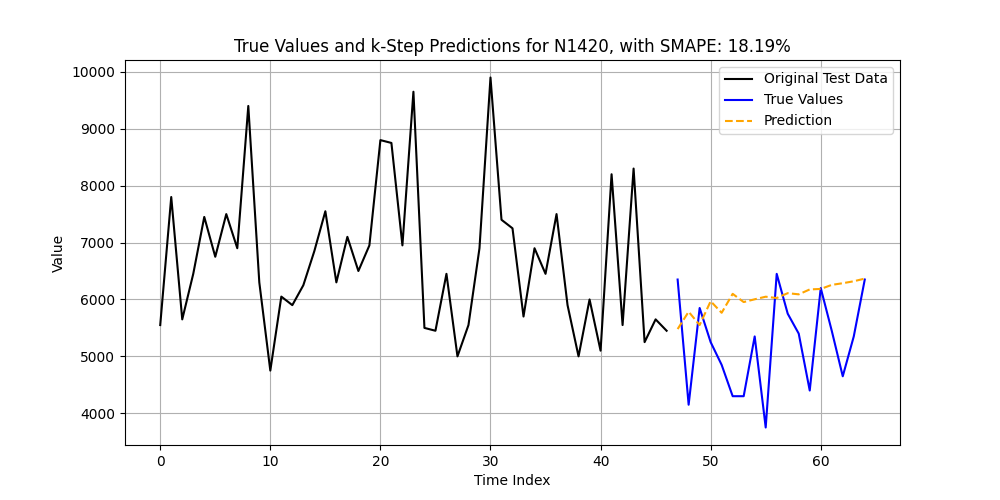 True Values and k-Step Predictions for N1420, with SMAPE: 18.19%
Original Test Data
True Values
Prediction
10000
9000
8000
7000
6000
5000
4000
Value
0 10 20 30 40 50 60
Time Index